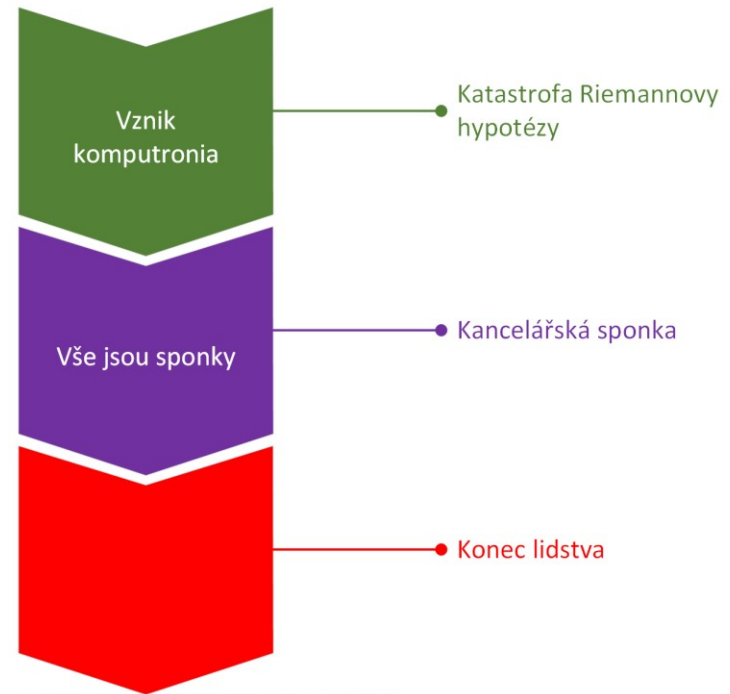 Vznik
komputronia
Katastrofa Riemannovy
hypotézy
Vše jsou sponky
Kancelářská sponka
Konec lidstva